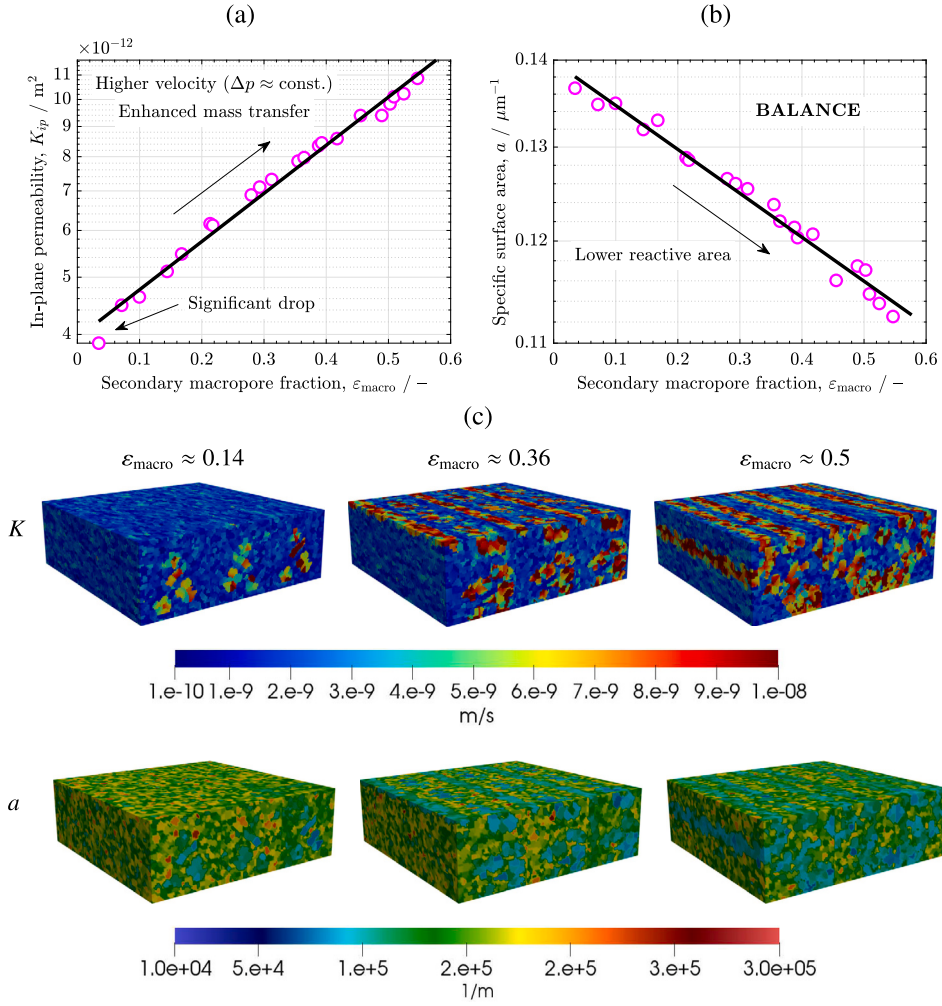 (a)
×10⁻¹²
In-plane permeability, K_ip / m²
11
10
9
8
7
6
5
4
Higher velocity (Δp ≈ const.)
Enhanced mass transfer
Significant drop
0 0.1 0.2 0.3 0.4 0.5 0.6
Secondary macropore fraction, ε_macro / −
(b)
Specific surface area, a / μm⁻¹
0.14
0.13
0.12
0.11
BALANCE
Lower reactive area
0 0.1 0.2 0.3 0.4 0.5 0.6
Secondary macropore fraction, ε_macro / −
(c)
ε_macro ≈ 0.14 ε_macro ≈ 0.36 ε_macro ≈ 0.5
K
1.e-10 1.e-9 2.e-9 3.e-9 4.e-9 5.e-9 6.e-9 7.e-9 8.e-9 9.e-9 1.e-08
m/s
a
1.0e+04 5.e+4 1.e+5 2.e+5 2.e+5 3.e+5 3.0e+05
1/m